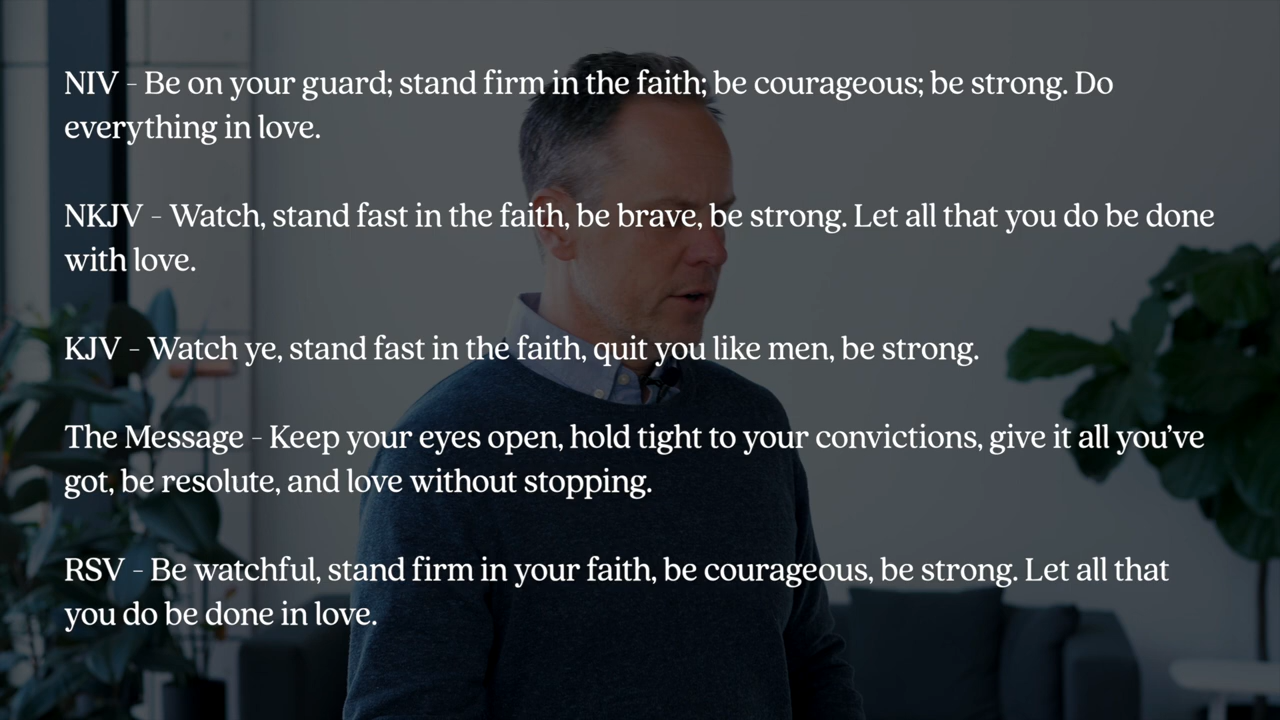 NIV - Be on your guard; stand firm in the faith; be courageous; be strong. Do
everything in love.
NKJV - Watch, stand fast in the faith, be brave, be strong. Let all that you do be done
with love.
KJV - Watch ye, stand fast in the faith, quit you like men, be strong.
The Message - Keep your eyes open, hold tight to your convictions, give it all you’ve
got, be resolute, and love without stopping.
RSV - Be watchful, stand firm in your faith, be courageous, be strong. Let all that
you do be done in love.